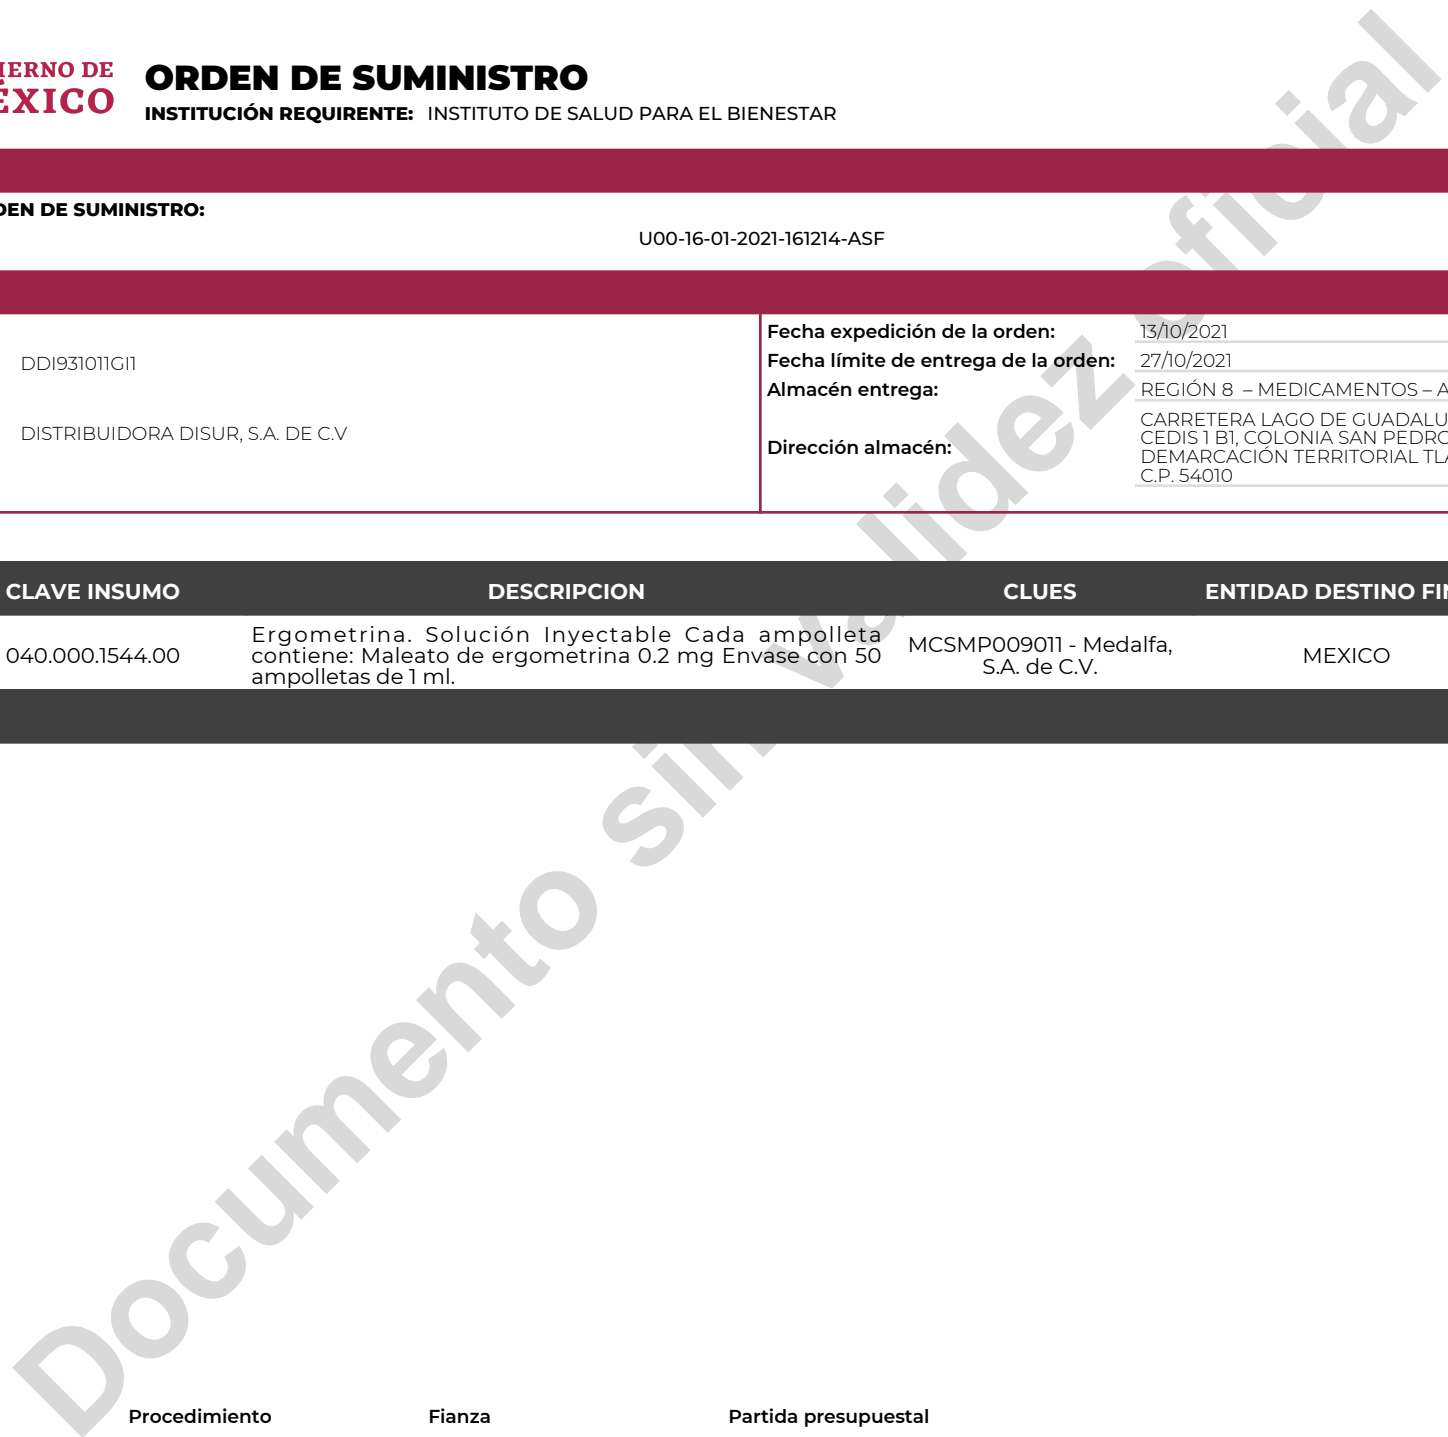 IERNO DE
ÉXICO
ORDEN DE SUMINISTRO
INSTITUCIÓN REQUIRENTE: INSTITUTO DE SALUD PARA EL BIENESTAR
DEN DE SUMINISTRO:
U00-16-01-2021-161214-ASF
DDI931011GI1
DISTRIBUIDORA DISUR, S.A. DE C.V
Fecha expedición de la orden: 13/10/2021
Fecha límite de entrega de la orden: 27/10/2021
Almacén entrega: REGIÓN 8 – MEDICAMENTOS – A
Dirección almacén:
CARRETERA LAGO DE GUADALU
CEDIS 1 B1, COLONIA SAN PEDRO
DEMARCACIÓN TERRITORIAL TLA
C.P. 54010
CLAVE INSUMO DESCRIPCION CLUES ENTIDAD DESTINO FIN
040.000.1544.00
Ergometrina. Solución Inyectable Cada ampolleta
contiene: Maleato de ergometrina 0.2 mg Envase con 50
ampolletas de 1 ml.
MCSMP009011 - Medalfa,
S.A. de C.V.
MEXICO
Documento sin validez oficial
Procedimiento Fianza Partida presupuestal